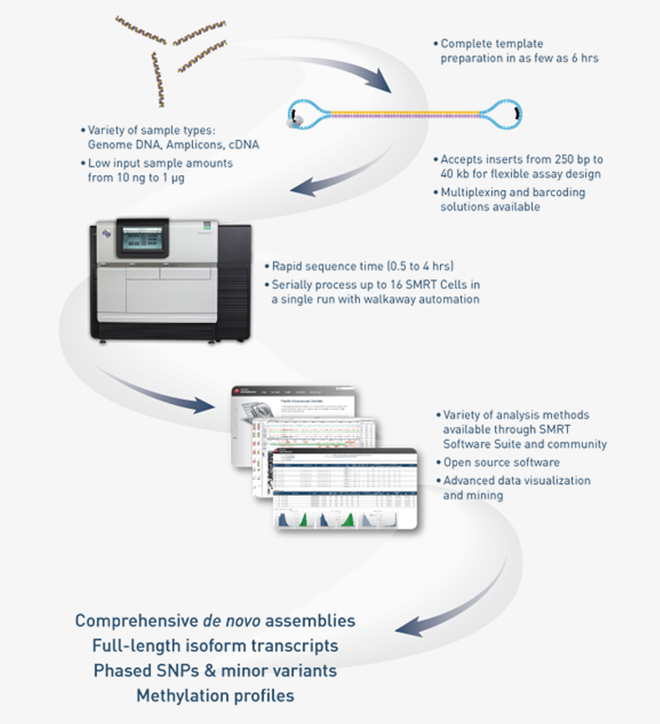 • Complete template
preparation in as few as 6 hrs
• Variety of sample types:
Genome DNA, Amplicons, cDNA
• Low input sample amounts
from 10 ng to 1 µg
• Accepts inserts from 250 bp to
40 kb for flexible assay design
• Multiplexing and barcoding
solutions available
• Rapid sequence time (0.5 to 4 hrs)
• Serially process up to 16 SMRT Cells in
a single run with walkaway automation
• Variety of analysis methods
available through SMRT
Software Suite and community
• Open source software
• Advanced data visualization
and mining
Comprehensive de novo assemblies
Full-length isoform transcripts
Phased SNPs & minor variants
Methylation profiles